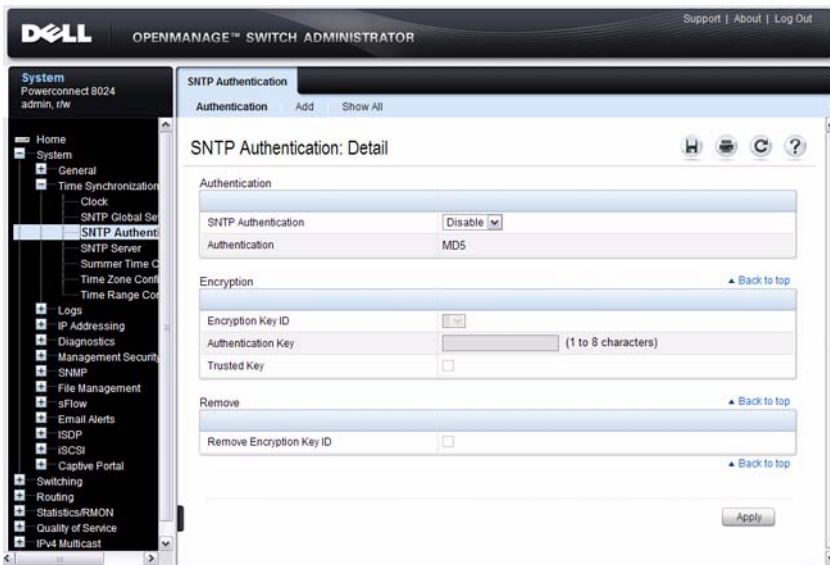 Support | About | Log Out
DELL
OPENMANAGE™ SWITCH ADMINISTRATOR
System
Powerconnect 8024
admin, r/w
Home
System
General
Time Synchronization
Clock
SNTP Global Se
SNTP Authenti
SNTP Server
Summer Time C
Time Zone Confi
Time Range Cor
Logs
IP Addressing
Diagnostics
Management Security
SNMP
File Management
sFlow
Email Alerts
ISDP
iSCSI
Captive Portal
Switching
Routing
Statistics/RMON
Quality of Service
IPv4 Multicast
SNTP Authentication
Authentication Add Show All
SNTP Authentication: Detail
Authentication
SNTP Authentication Disable
Authentication MD5
Encryption Back to top
Encryption Key ID
Authentication Key (1 to 8 characters)
Trusted Key
Remove Back to top
Remove Encryption Key ID
Back to top
Apply